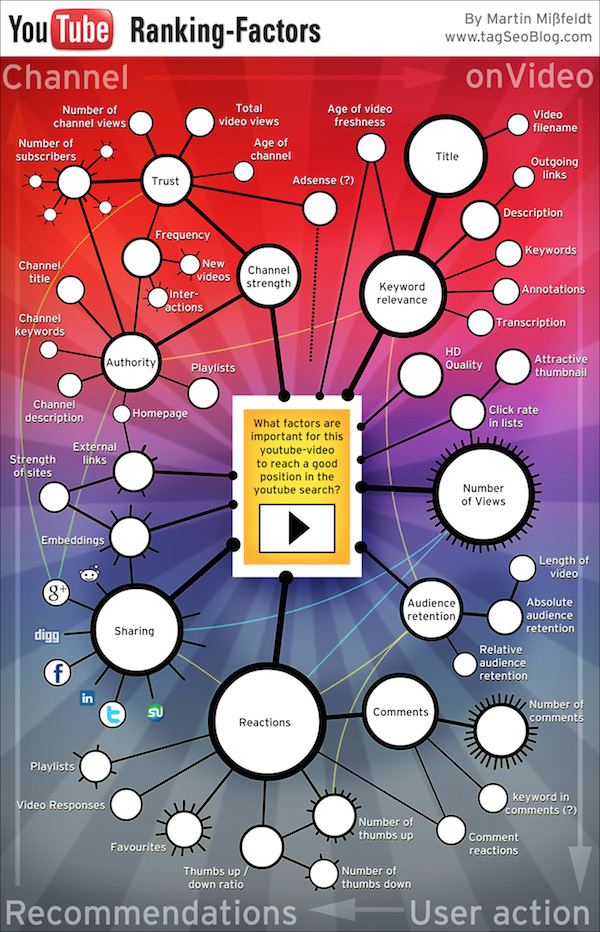 YouTube Ranking-Factors
By Martin Mißfeldt
www.tagSeoBlog.com
Channel
onVideo
Number of
channel views
Total
video views
Age of video
freshness
Video
filename
Number of
subscribers
Trust
Age of
channel
Title
Outgoing
links
Adsense (?)
Description
Frequency
New
videos
Inter-
actions
Channel
strength
Keyword
relevance
Keywords
Annotations
Transcription
Channel
title
Channel
keywords
Authority
Playlists
Channel
description
Homepage
HD
Quality
Attractive
thumbnail
Click rate
in lists
What factors are
important for this
youtube-video
to reach a good
position in the
youtube search?
External
links
Strength
of sites
Number
of Views
Embeddings
Length of
video
Audience
retention
Absolute
audience
retention
Relative
audience
retention
g+
digg
f
in
t
Sharing
Reactions
Comments
Number of
comments
Playlists
Video Responses
Favourites
Thumbs up /
down ratio
Number of
thumbs up
Number of
thumbs down
keyword in
comments (?)
Comment
reactions
Recommendations
User action